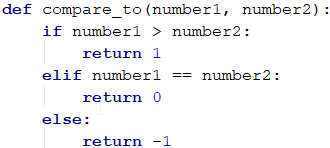 def compare_to(number1, number2):
    if number1 > number2:
        return 1
    elif number1 == number2:
        return 0
    else:
        return -1